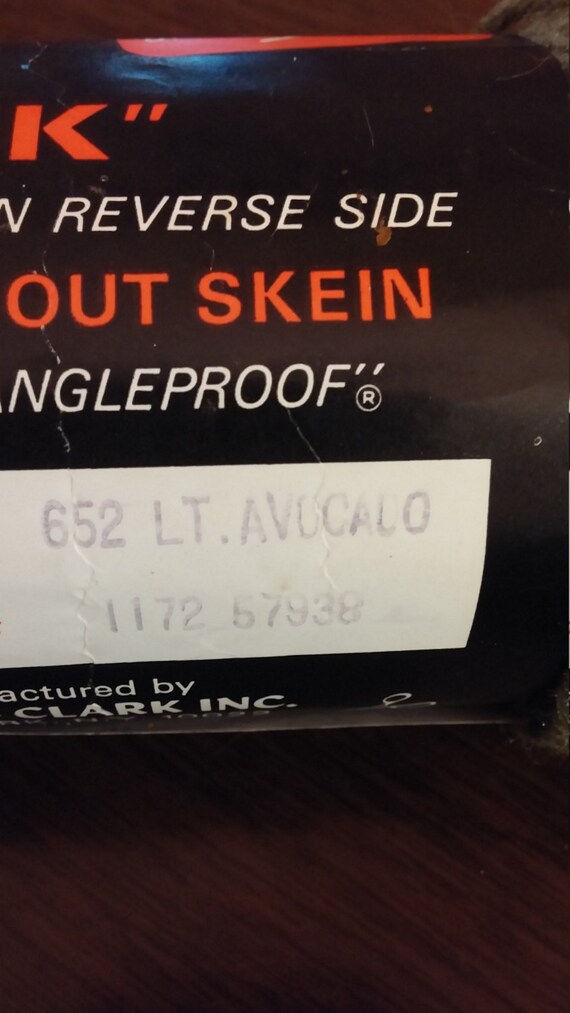 K"
N REVERSE SIDE
OUT SKEIN
ANGLEPROOF"®
652 LT. AVOCADO
1172 57938
actured by
CLARK INC.